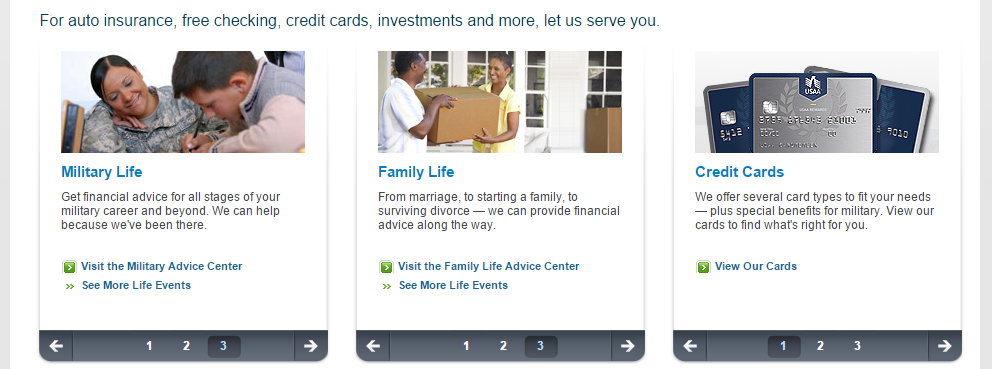 For auto insurance, free checking, credit cards, investments and more, let us serve you.
USAA
Military Life
Get financial advice for all stages of your
military career and beyond. We can help
because we've been there.
Visit the Military Advice Center
See More Life Events
1 2 3
Family Life
From marriage, to starting a family, to
surviving divorce — we can provide financial
advice along the way.
Visit the Family Life Advice Center
See More Life Events
1 2 3
Credit Cards
We offer several card types to fit your needs
— plus special benefits for military. View our
cards to find what's right for you.
View Our Cards
1 2 3